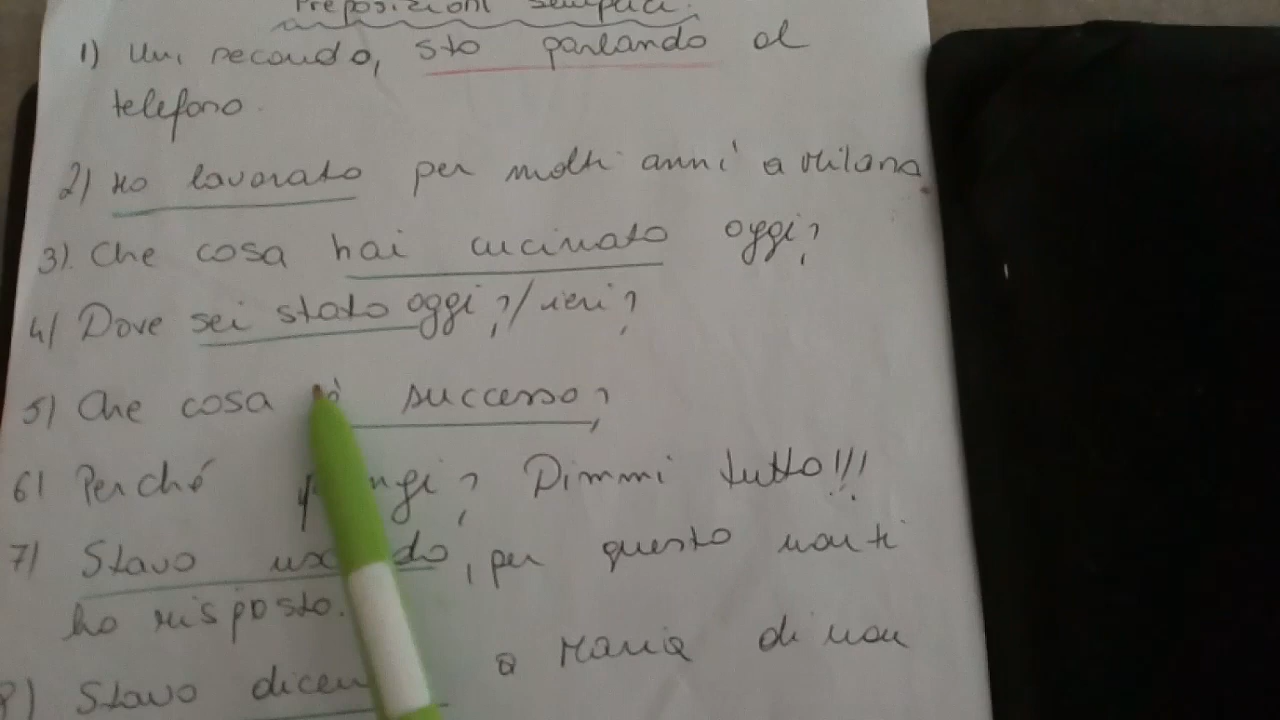 Preposizioni semplici.
1) Un secondo, sto parlando al
telefono.
2) Ho lavorato per molti anni a Milano.
3). Che cosa hai cucinato oggi?
4) Dove sei stato oggi?/ieri?
5) Che cosa è successo?
6) Perché ? Dimmi tutto!!!
7) Stavo , per questo non ti
ho risposto.
8) Stavo a Maria di non